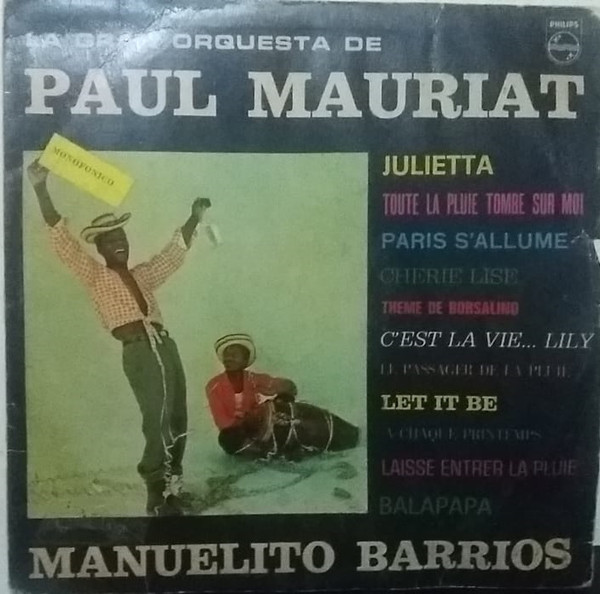 LA GRAN ORQUESTA DE
PHILIPS
PAUL MAURIAT
MONOFONICO
JULIETTA
TOUTE LA PLUIE TOMBE SUR MOI
PARIS S'ALLUME
CHERIE LISE
THEME DE BORSALINO
C'EST LA VIE... LILY
LE PASSAGER DE LA PLUIE
LET IT BE
A CHAQUE PRINTEMPS
LAISSE ENTRER LA PLUIE
BALAPAPA
MANUELITO BARRIOS